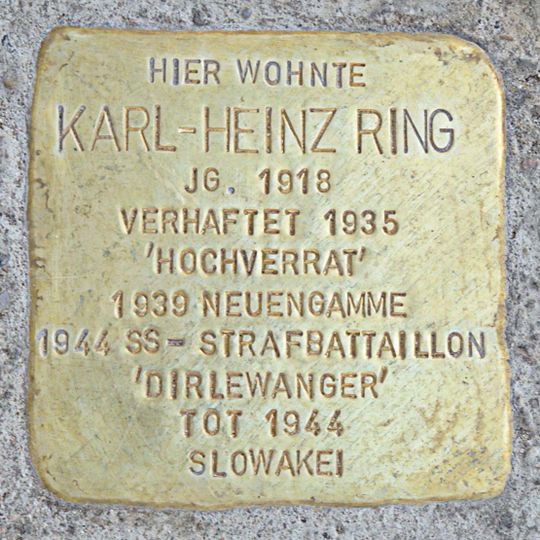 HIER WOHNTE
KARL-HEINZ RING
JG. 1918
VERHAFTET 1935
'HOCHVERRAT'
1939 NEUENGAMME
1944 SS-STRAFBATTAILLON
'DIRLEWANGER'
TOT 1944
SLOWAKEI